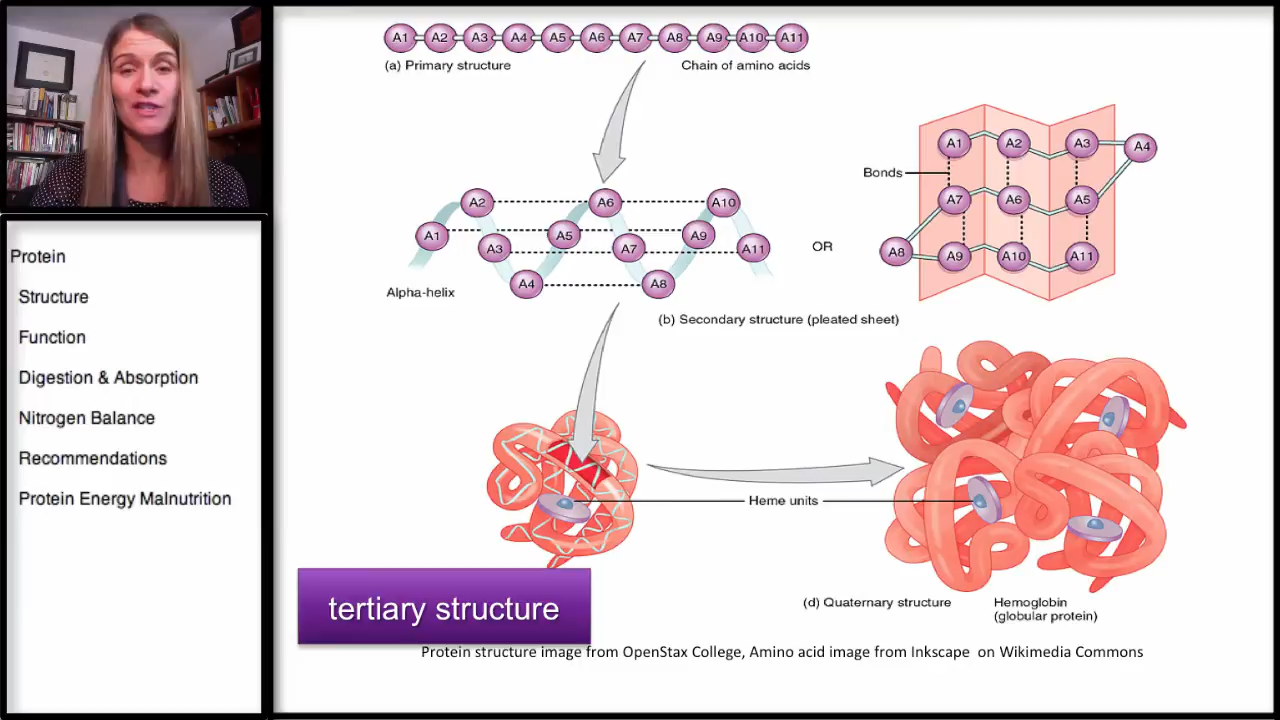 A1 A2 A3 A4 A5 A6 A7 A8 A9 A10 A11
(a) Primary structure
Chain of amino acids
A2 A6 A10
A1 A5 A9
A3 A7 A11
A4 A8
Alpha-helix
OR
A1 A2 A3 A4
Bonds
A7 A6 A5
A8 A9 A10 A11
(b) Secondary structure (pleated sheet)
Heme units
tertiary structure
(d) Quaternary structure
Hemoglobin
(globular protein)
Protein structure image from OpenStax College, Amino acid image from Inkscape on Wikimedia Commons
Protein
Structure
Function
Digestion & Absorption
Nitrogen Balance
Recommendations
Protein Energy Malnutrition